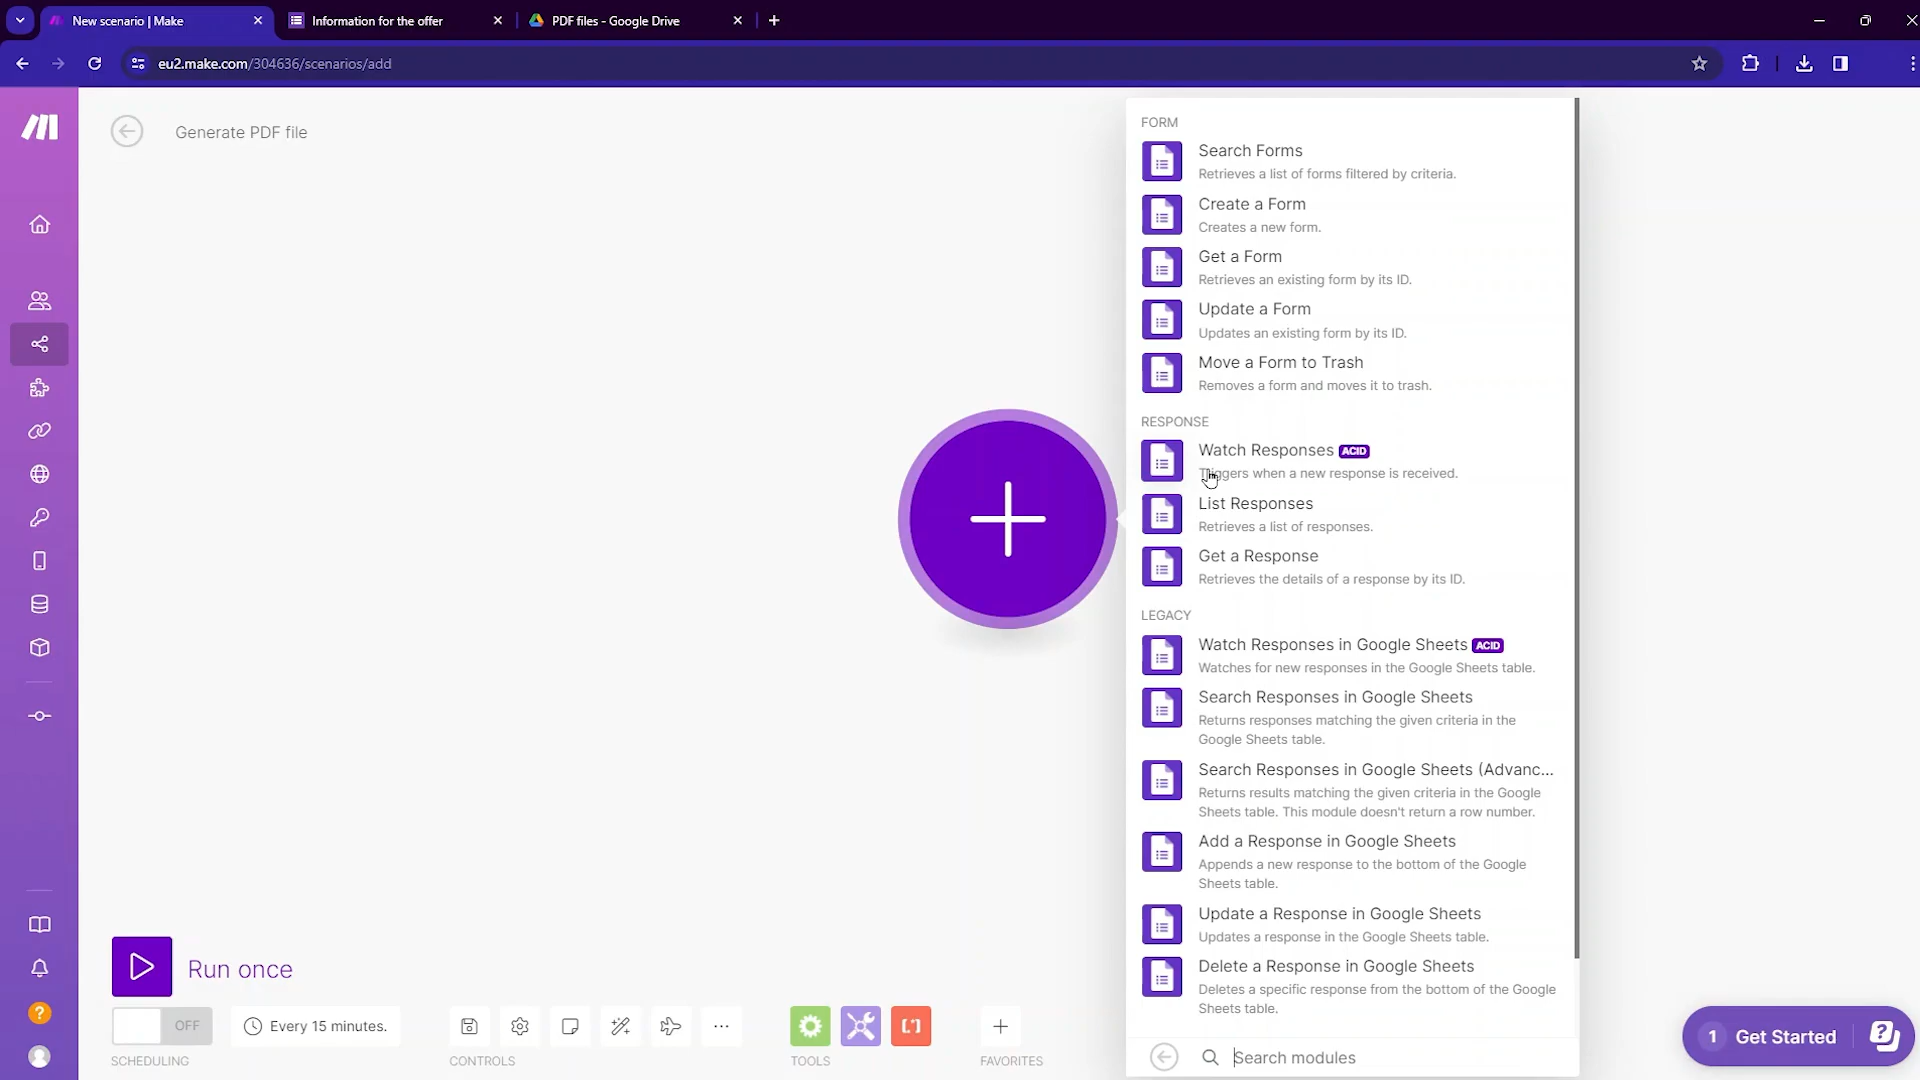 New scenario | Make
Information for the offer
PDF files - Google Drive
eu2.make.com/304636/scenarios/add
Generate PDF file
FORM
Search Forms
Retrieves a list of forms filtered by criteria.
Create a Form
Creates a new form.
Get a Form
Retrieves an existing form by its ID.
Update a Form
Updates an existing form by its ID.
Move a Form to Trash
Removes a form and moves it to trash.
RESPONSE
Watch Responses ACID
Triggers when a new response is received.
List Responses
Retrieves a list of responses.
Get a Response
Retrieves the details of a response by its ID.
LEGACY
Watch Responses in Google Sheets ACID
Watches for new responses in the Google Sheets table.
Search Responses in Google Sheets
Returns responses matching the given criteria in the
Google Sheets table.
Search Responses in Google Sheets (Advanc...
Returns results matching the given criteria in the Google
Sheets table. This module doesn't return a row number.
Add a Response in Google Sheets
Appends a new response to the bottom of the Google
Sheets table.
Update a Response in Google Sheets
Updates a response in the Google Sheets table.
Delete a Response in Google Sheets
Deletes a specific response from the bottom of the Google
Sheets table.
Search modules
Run once
OFF
Every 15 minutes.
SCHEDULING
CONTROLS
TOOLS
FAVORITES
1 Get Started